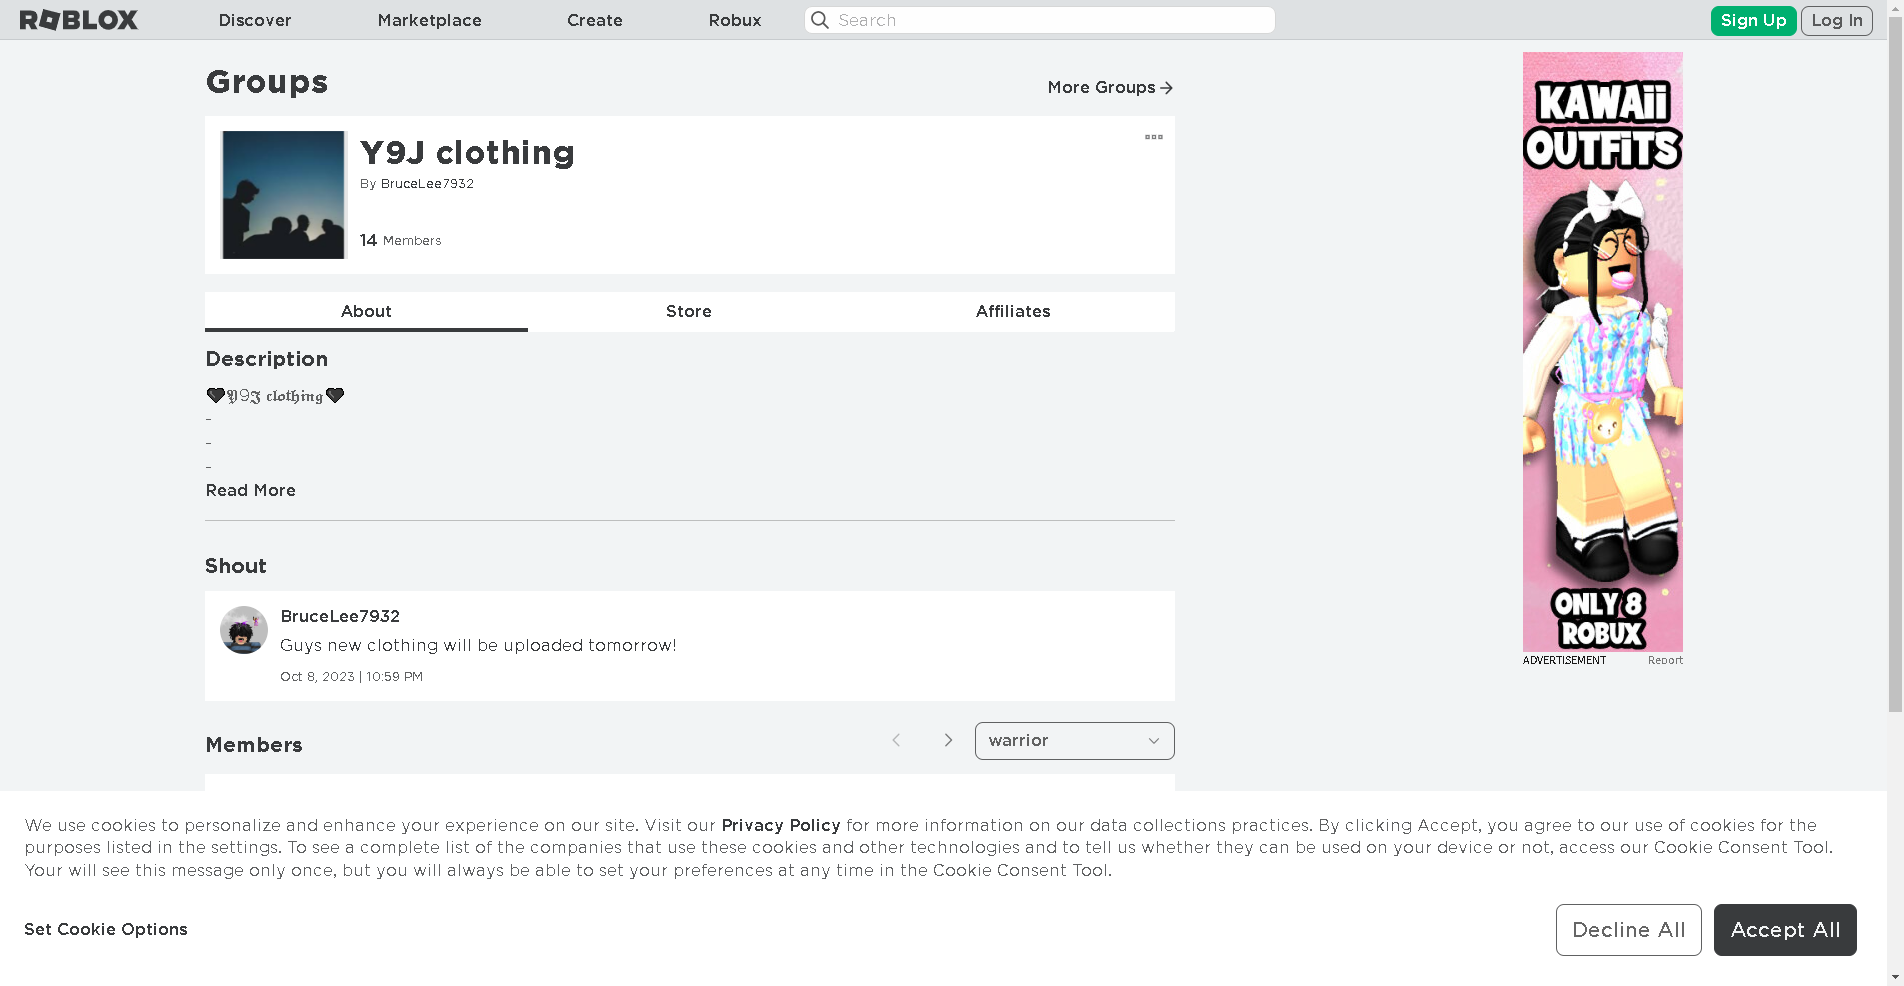 ROBLOX
Discover
Marketplace
Create
Robux
Search
Sign Up
Log In
Groups
More Groups
Y9J clothing
By BruceLee7932
14 Members
About
Store
Affiliates
Description
🖤𝖄9𝕵 𝖈𝖑𝖔𝖙𝖍𝖎𝖓𝖌🖤
-
-
-
Read More
Shout
BruceLee7932
Guys new clothing will be uploaded tomorrow!
Oct 8, 2023 | 10:59 PM
Members
warrior
KAWAii
OUTFiTS
ONLY 8
ROBUX
ADVERTISEMENT
Report
We use cookies to personalize and enhance your experience on our site. Visit our Privacy Policy for more information on our data collections practices. By clicking Accept, you agree to our use of cookies for the
purposes listed in the settings. To see a complete list of the companies that use these cookies and other technologies and to tell us whether they can be used on your device or not, access our Cookie Consent Tool.
Your will see this message only once, but you will always be able to set your preferences at any time in the Cookie Consent Tool.
Set Cookie Options
Decline All
Accept All